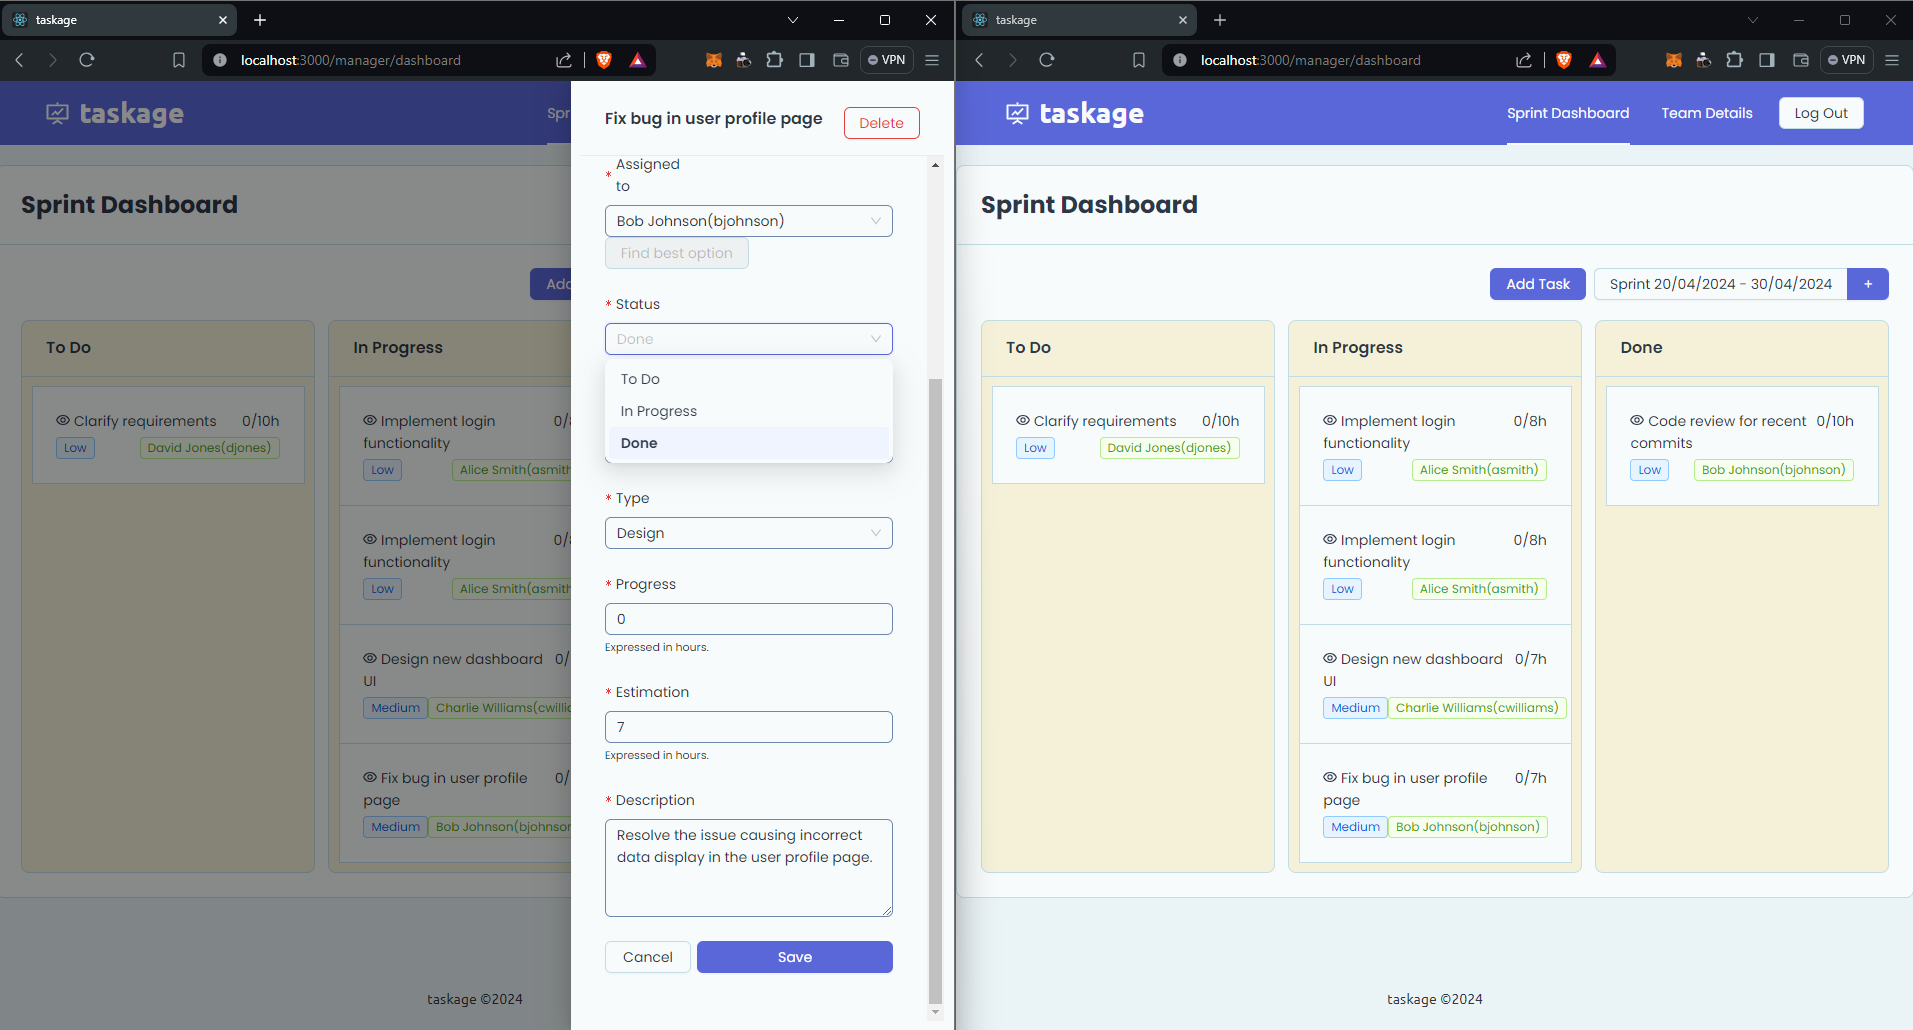 taskage
localhost:3000/manager/dashboard
VPN
taskage
Spr
Sprint Dashboard
Add
To Do
Clarify requirements 0/10h
Low David Jones(djones)
In Progress
Implement login 0/8
functionality
Low Alice Smith(asmith
Implement login 0/8
functionality
Low Alice Smith(asmith
Design new dashboard 0/
UI
Medium Charlie Williams(cwillia
Fix bug in user profile 0/
page
Medium Bob Johnson(bjohnson
taskage ©2024
Fix bug in user profile page
Delete
* Assigned
to
Bob Johnson(bjohnson)
Find best option
* Status
Done
To Do
In Progress
Done
* Type
Design
* Progress
0
Expressed in hours.
* Estimation
7
Expressed in hours.
* Description
Resolve the issue causing incorrect
data display in the user profile page.
Cancel
Save
taskage
localhost:3000/manager/dashboard
VPN
taskage
Sprint Dashboard
Team Details
Log Out
Sprint Dashboard
Add Task
Sprint 20/04/2024 - 30/04/2024
+
To Do
Clarify requirements 0/10h
Low David Jones(djones)
In Progress
Implement login 0/8h
functionality
Low Alice Smith(asmith)
Implement login 0/8h
functionality
Low Alice Smith(asmith)
Design new dashboard 0/7h
UI
Medium Charlie Williams(cwilliams)
Fix bug in user profile 0/7h
page
Medium Bob Johnson(bjohnson)
Done
Code review for recent 0/10h
commits
Low Bob Johnson(bjohnson)
taskage ©2024